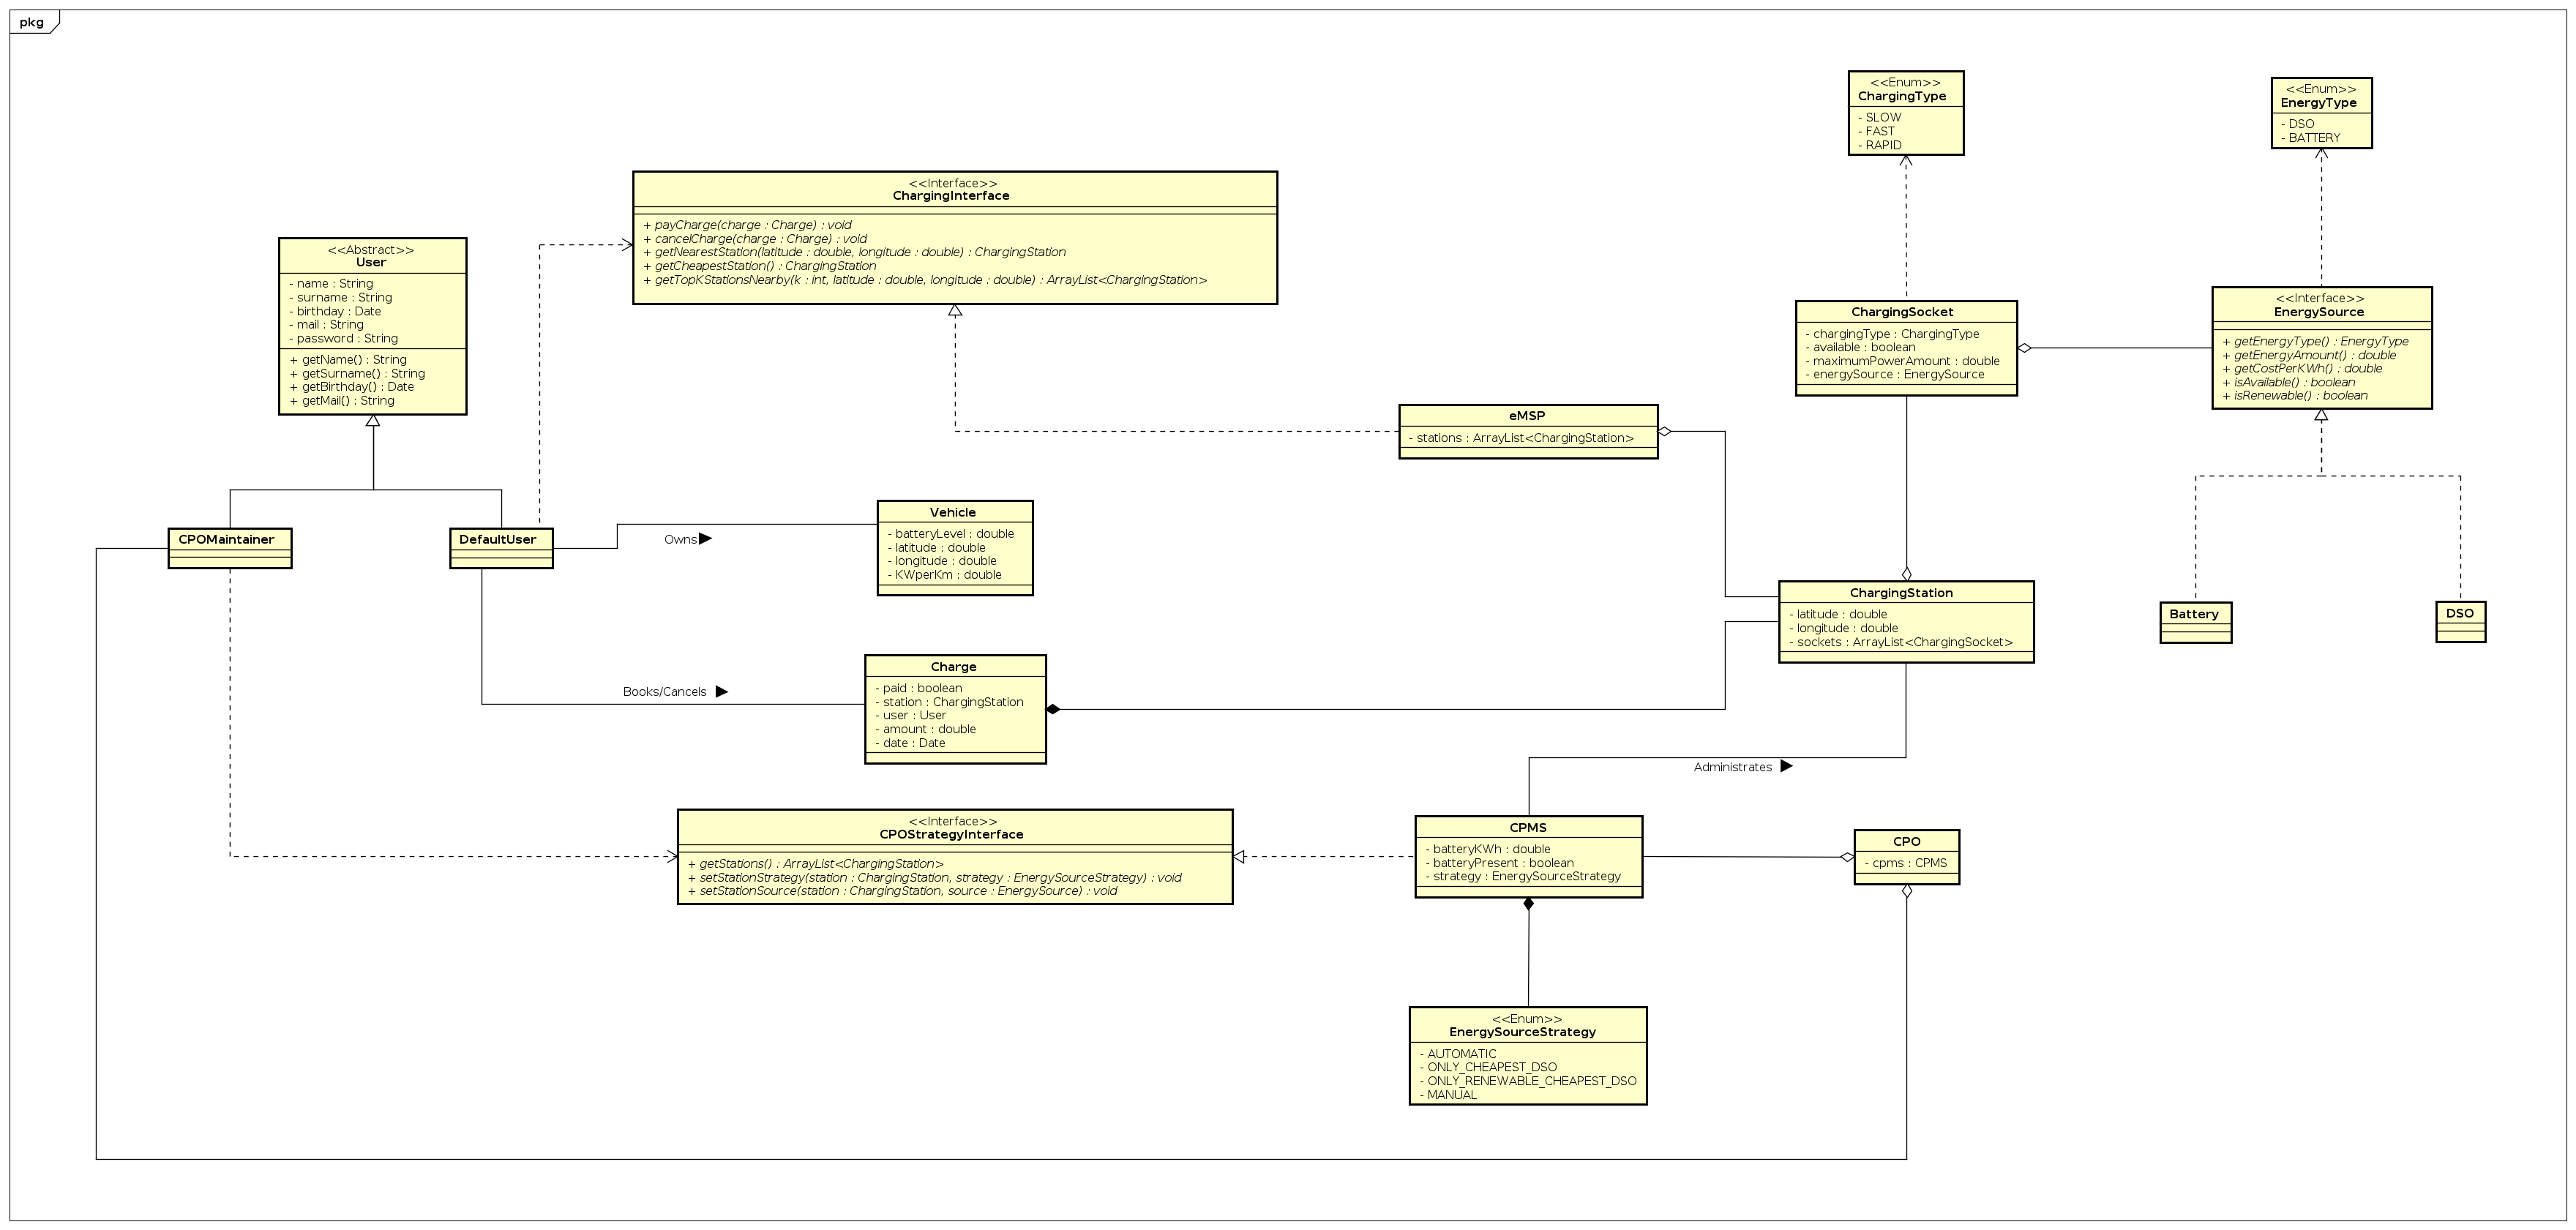 pkg
<<Enum>>
ChargingType
- SLOW
- FAST
- RAPID
<<Enum>>
EnergyType
- DSO
- BATTERY
<<Interface>>
ChargingInterface
+ payCharge(charge : Charge) : void
+ cancelCharge(charge : Charge) : void
+ getNearestStation(latitude : double, longitude : double) : ChargingStation
+ getCheapestStation() : ChargingStation
+ getTopKStationsNearby(k : int, latitude : double, longitude : double) : ArrayList<ChargingStation>
<<Abstract>>
User
- name : String
- surname : String
- birthday : Date
- mail : String
- password : String
+ getName() : String
+ getSurname() : String
+ getBirthday() : Date
+ getMail() : String
ChargingSocket
- chargingType : ChargingType
- available : boolean
- maximumPowerAmount : double
- energySource : EnergySource
<<Interface>>
EnergySource
+ getEnergyType() : EnergyType
+ getEnergyAmount() : double
+ getCostPerKWh() : double
+ isAvailable() : boolean
+ isRenewable() : boolean
eMSP
- stations : ArrayList<ChargingStation>
CPOMaintainer
DefaultUser
Owns
Vehicle
- batteryLevel : double
- latitude : double
- longitude : double
- KWperKm : double
ChargingStation
- latitude : double
- longitude : double
- sockets : ArrayList<ChargingSocket>
Battery
DSO
Books/Cancels
Charge
- paid : boolean
- station : ChargingStation
- user : User
- amount : double
- date : Date
Administrates
<<Interface>>
CPOStrategyInterface
+ getStations() : ArrayList<ChargingStation>
+ setStationStrategy(station : ChargingStation, strategy : EnergySourceStrategy) : void
+ setStationSource(station : ChargingStation, source : EnergySource) : void
CPMS
- batteryKWh : double
- batteryPresent : boolean
- strategy : EnergySourceStrategy
CPO
- cpms : CPMS
<<Enum>>
EnergySourceStrategy
- AUTOMATIC
- ONLY_CHEAPEST_DSO
- ONLY_RENEWABLE_CHEAPEST_DSO
- MANUAL